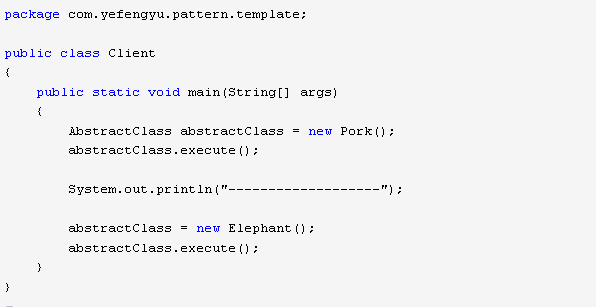 package com.yefengyu.pattern.template;
public class Client
{
public static void main(String[] args)
{
AbstractClass abstractClass = new Pork();
abstractClass.execute();
System.out.println("-------------------");
abstractClass = new Elephant();
abstractClass.execute();
}
}